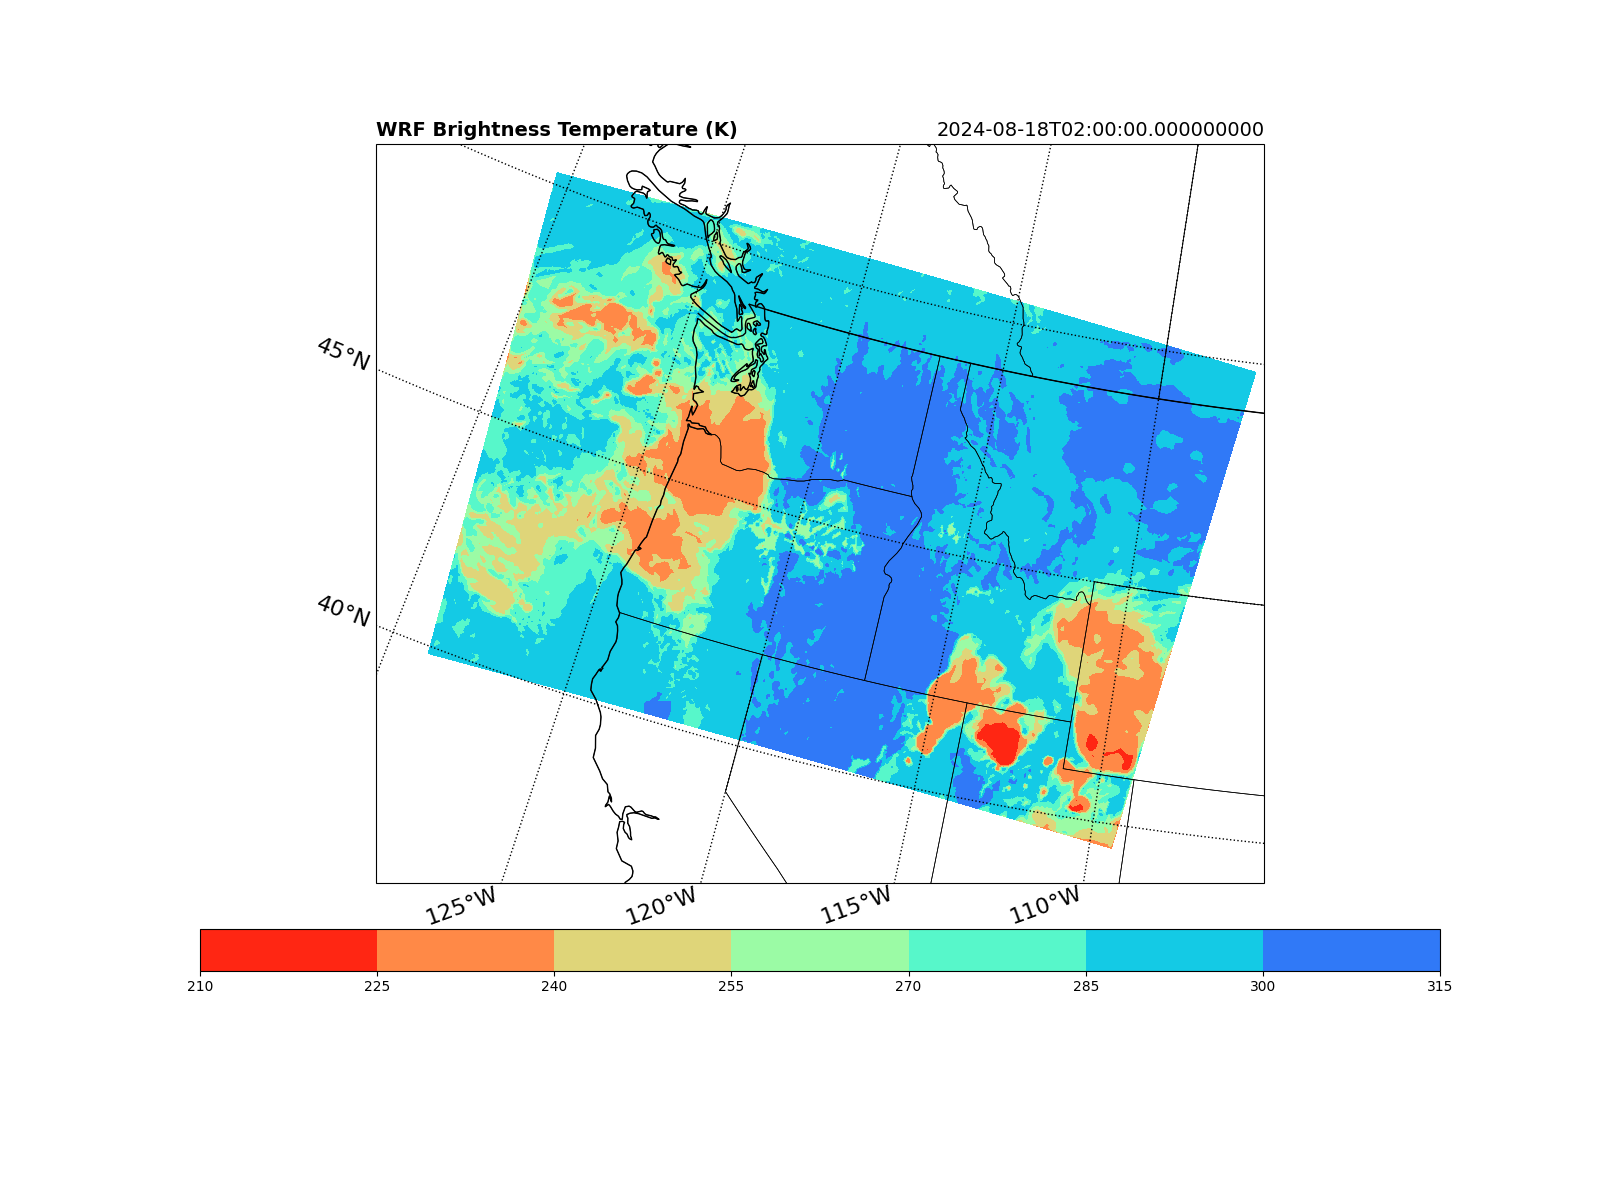 WRF Brightness Temperature (K) 2024-08-18T02:00:00.000000000
45°N
40°N
125°W 120°W 115°W 110°W
210 225 240 255 270 285 300 315